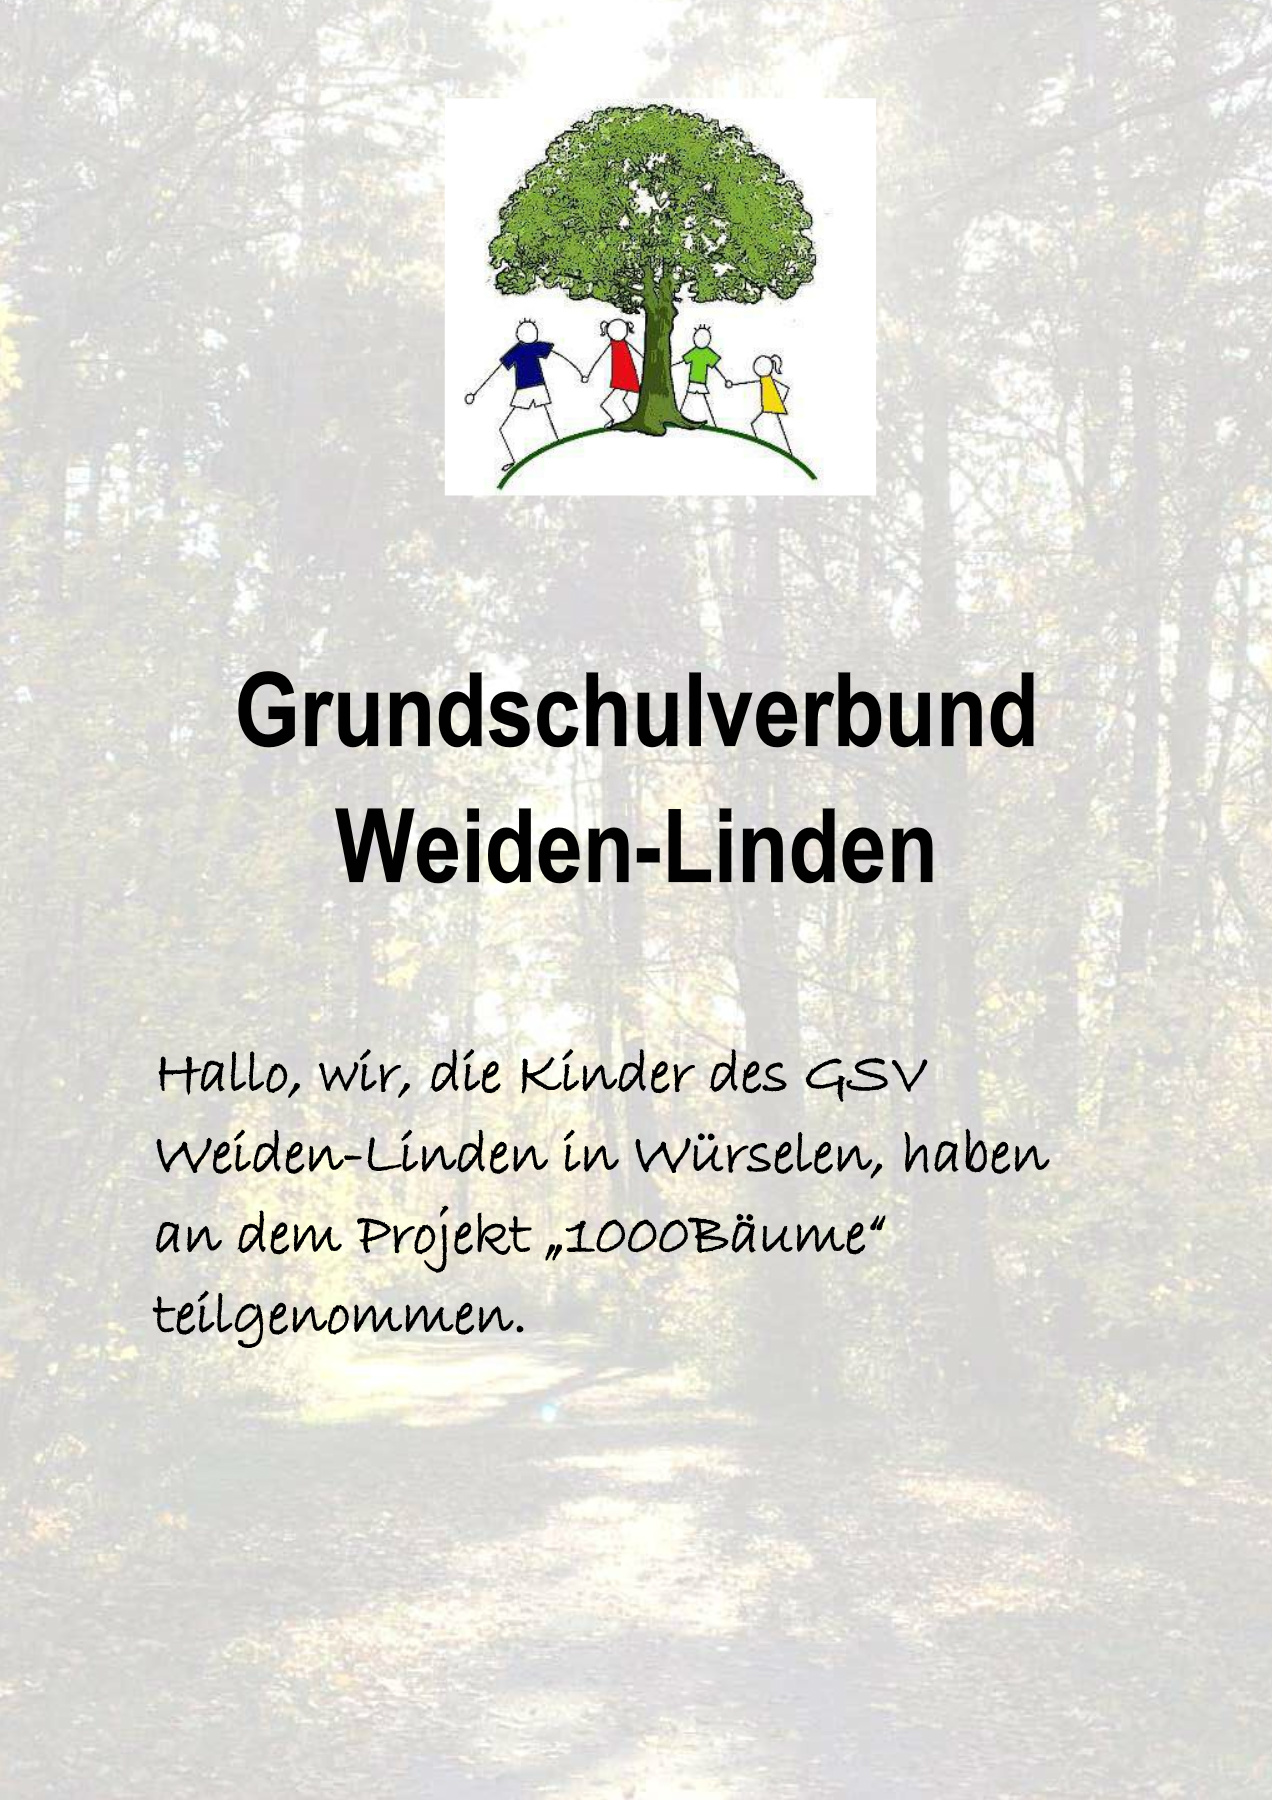 Grundschulverbund
Weiden-Linden
Hallo, wir, die Kinder des GSV
Weiden-Linden in Würselen, haben
an dem Projekt „1000Bäume“
teilgenommen.